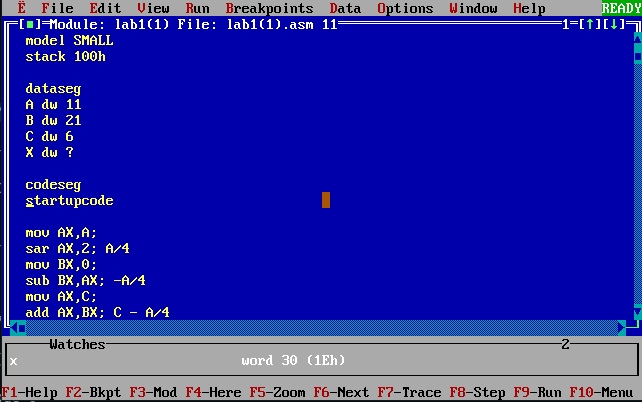 Ë File Edit View Run Breakpoints Data Options Window Help READY
[■]=Module: lab1(1) File: lab1(1).asm 11 1=[↑][↓]
model SMALL
stack 100h
dataseg
A dw 11
B dw 21
C dw 6
X dw ?
codeseg
startupcode
mov AX,A;
sar AX,2; A/4
mov BX,0;
sub BX,AX; -A/4
mov AX,C;
add AX,BX; C - A/4
Watches 2
x word 30 (1Eh)
F1-Help F2-Bkpt F3-Mod F4-Here F5-Zoom F6-Next F7-Trace F8-Step F9-Run F10-Menu